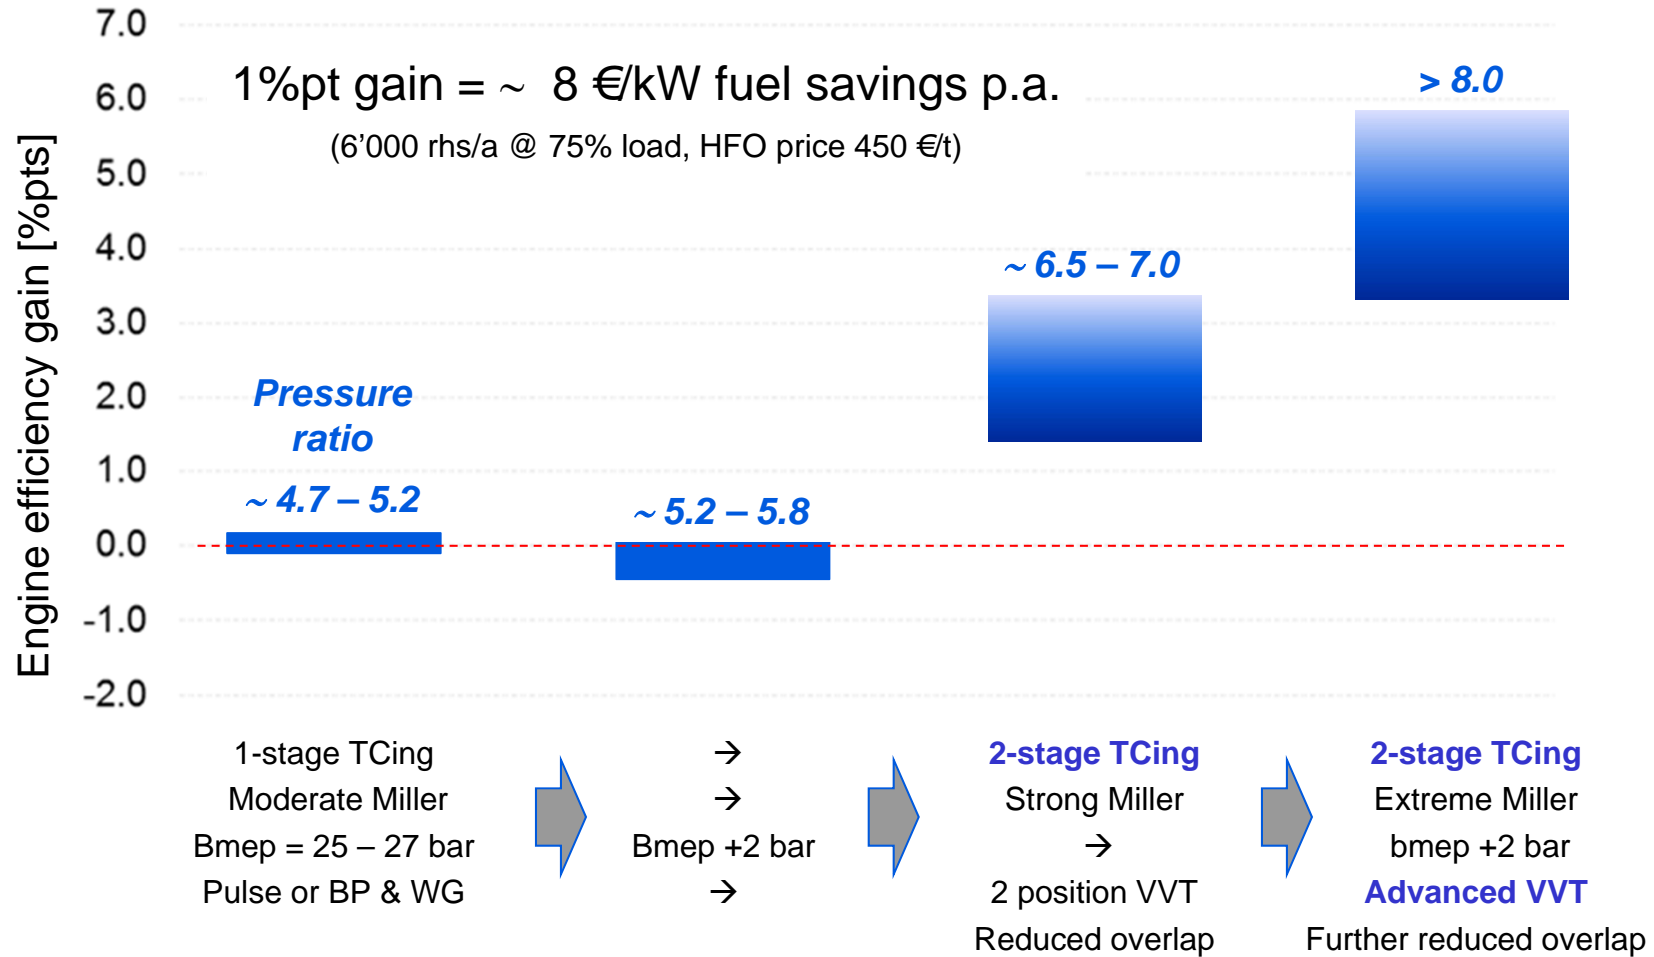 7.0
6.0
5.0
4.0
3.0
2.0
1.0
0.0
-1.0
-2.0
Engine efficiency gain [%pts]
1%pt gain = ~ 8 €/kW fuel savings p.a.
(6’000 rhs/a @ 75% load, HFO price 450 €/t)
Pressure
ratio
~ 4.7 – 5.2
~ 5.2 – 5.8
~ 6.5 – 7.0
> 8.0
1-stage TCing
Moderate Miller
Bmep = 25 – 27 bar
Pulse or BP & WG
→
→
Bmep +2 bar
→
2-stage TCing
Strong Miller
→
2 position VVT
Reduced overlap
2-stage TCing
Extreme Miller
bmep +2 bar
Advanced VVT
Further reduced overlap